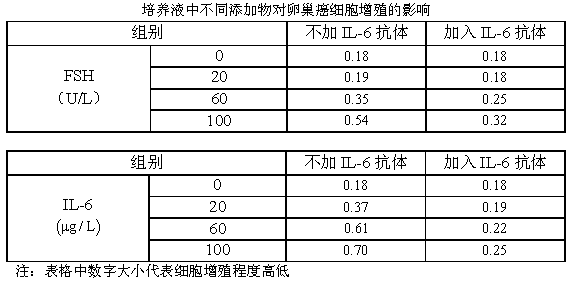 培养液中不同添加物对卵巢癌细胞增殖的影响
组别 不加 IL-6 抗体 加入 IL-6 抗体
FSH
(U/L)
0 0.18 0.18
20 0.19 0.18
60 0.35 0.25
100 0.54 0.32
组别 不加 IL-6 抗体 加入 IL-6 抗体
IL-6
(μg/L)
0 0.18 0.18
20 0.37 0.19
60 0.61 0.22
100 0.70 0.25
注：表格中数字大小代表细胞增殖程度高低